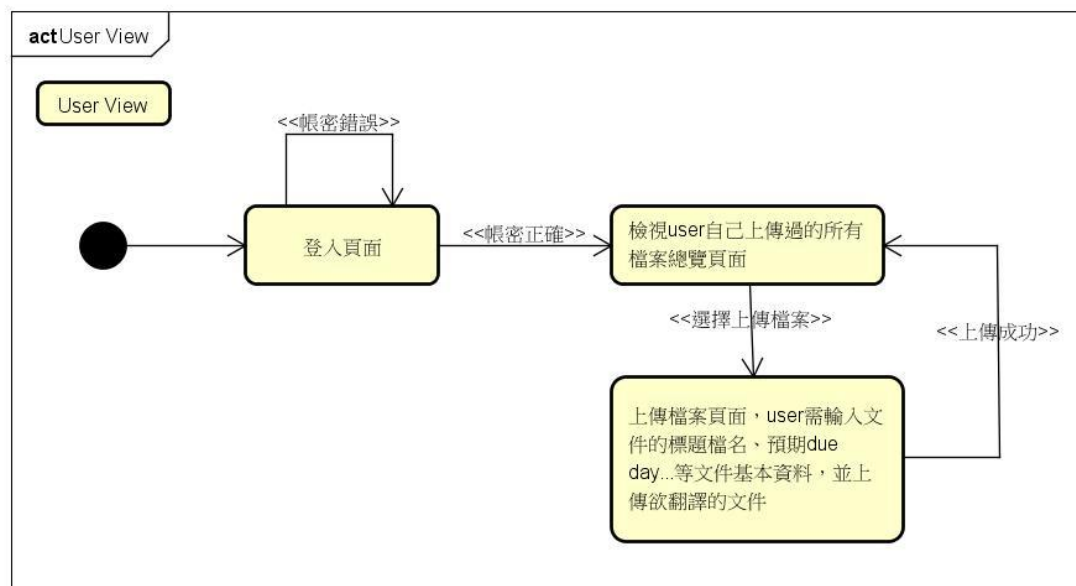 act User View
User View
<<帳密錯誤>>
登入頁面
<<帳密正確>>
檢視user自己上傳過的所有
檔案總覽頁面
<<選擇上傳檔案>>
<<上傳成功>>
上傳檔案頁面，user需輸入文
件的標題檔名、預期due
day...等文件基本資料，並上
傳欲翻譯的文件